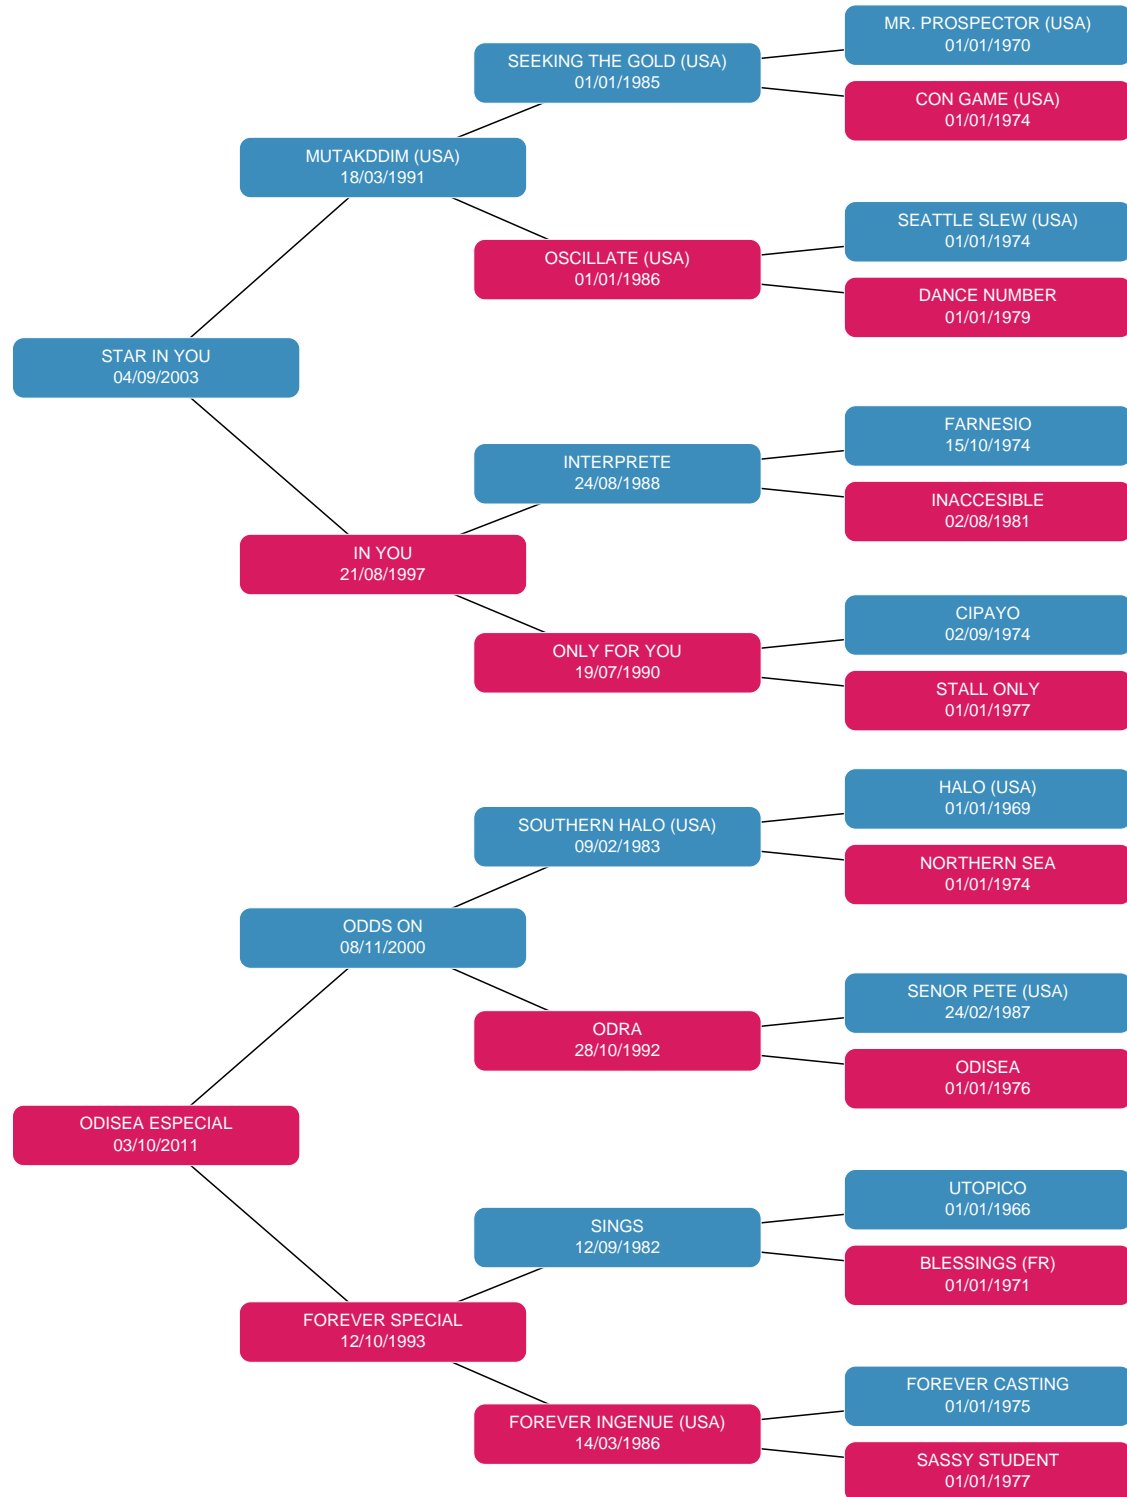 MR. PROSPECTOR (USA)
01/01/1970
SEEKING THE GOLD (USA)
01/01/1985
CON GAME (USA)
01/01/1974
MUTAKDDIM (USA)
18/03/1991
SEATTLE SLEW (USA)
01/01/1974
OSCILLATE (USA)
01/01/1986
DANCE NUMBER
01/01/1979
STAR IN YOU
04/09/2003
FARNESIO
15/10/1974
INTERPRETE
24/08/1988
INACCESIBLE
02/08/1981
IN YOU
21/08/1997
CIPAYO
02/09/1974
ONLY FOR YOU
19/07/1990
STALL ONLY
01/01/1977
HALO (USA)
01/01/1969
SOUTHERN HALO (USA)
09/02/1983
NORTHERN SEA
01/01/1974
ODDS ON
08/11/2000
SENOR PETE (USA)
24/02/1987
ODRA
28/10/1992
ODISEA
01/01/1976
ODISEA ESPECIAL
03/10/2011
UTOPICO
01/01/1966
SINGS
12/09/1982
BLESSINGS (FR)
01/01/1971
FOREVER SPECIAL
12/10/1993
FOREVER CASTING
01/01/1975
FOREVER INGENUE (USA)
14/03/1986
SASSY STUDENT
01/01/1977